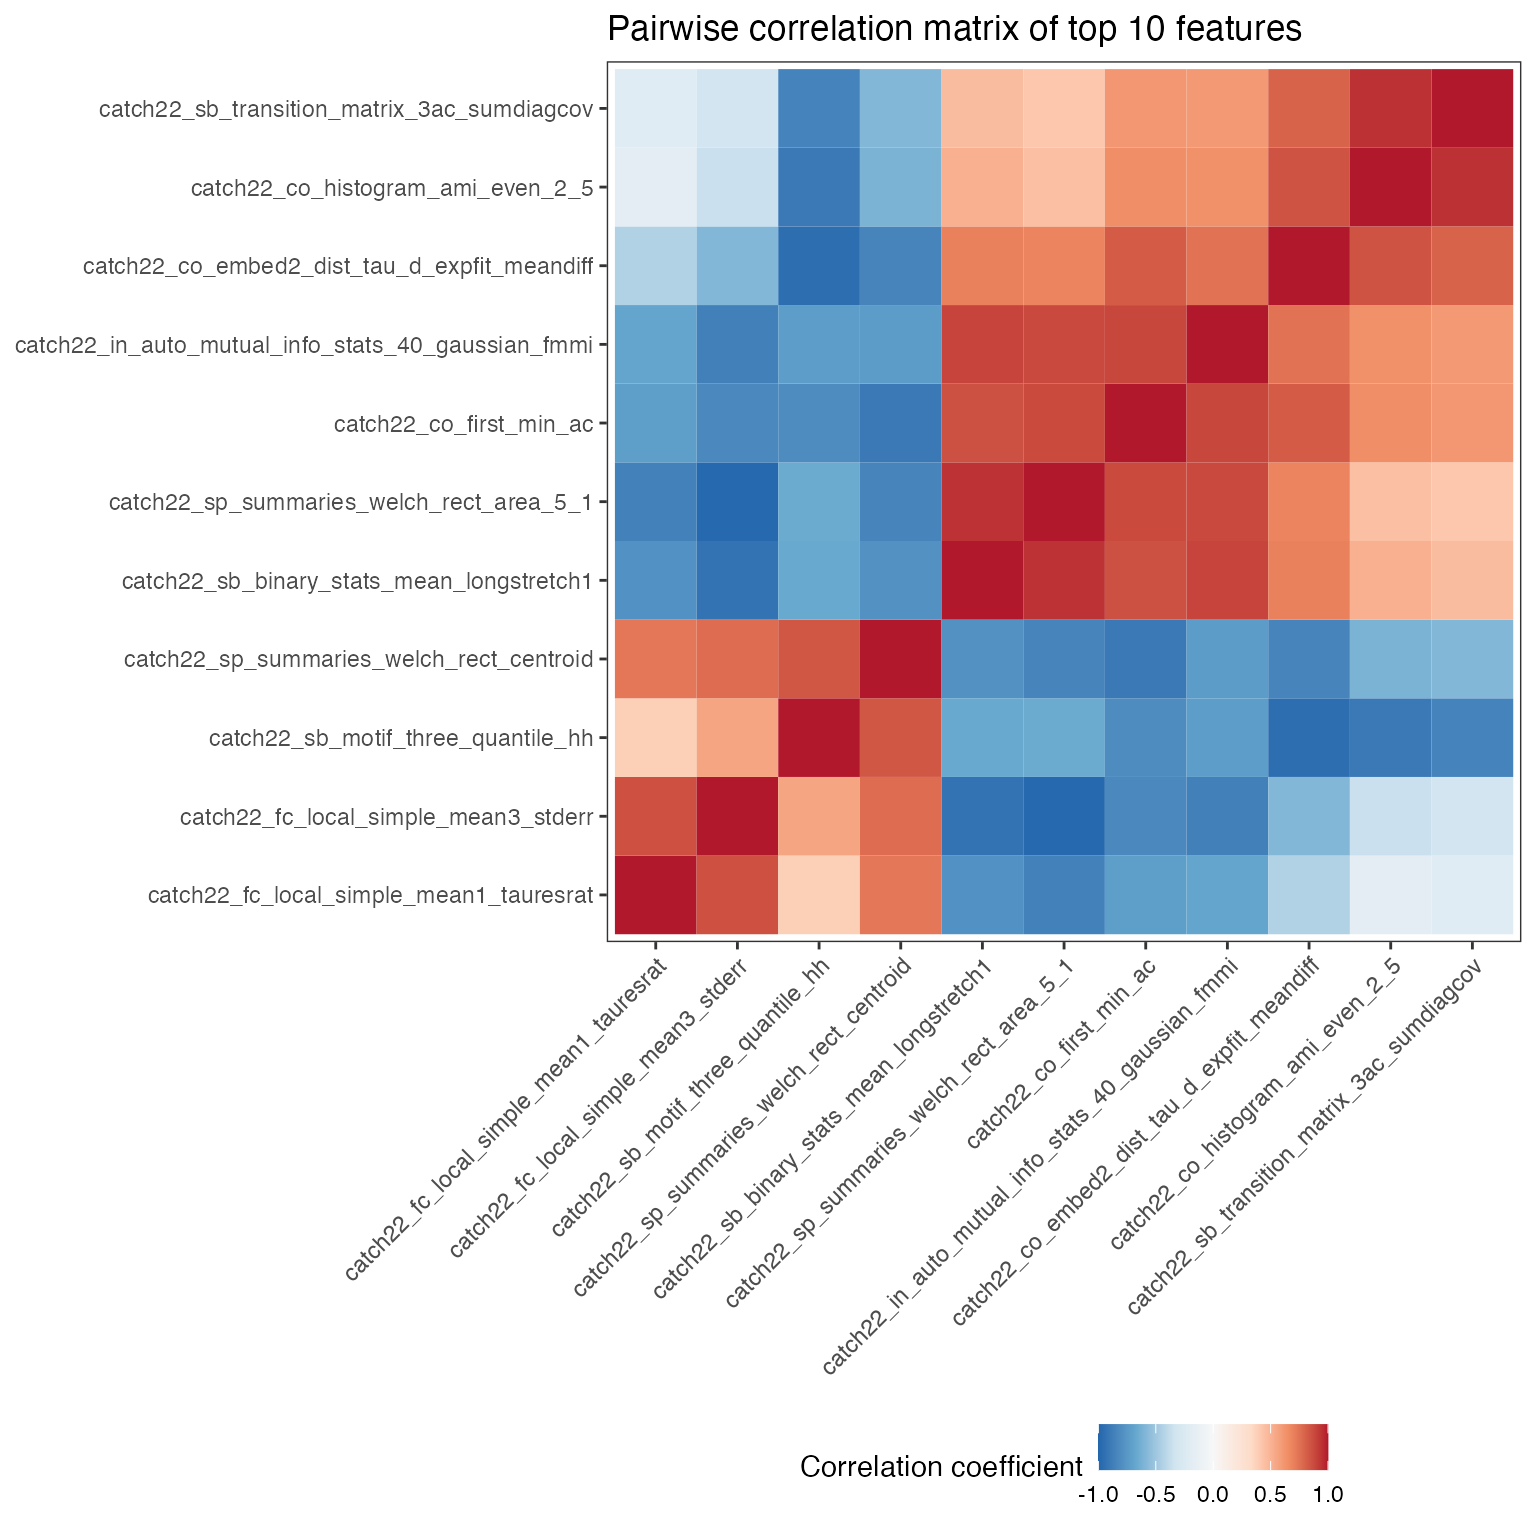 Pairwise correlation matrix of top 10 features
catch22_sb_transition_matrix_3ac_sumdiagcov
catch22_co_histogram_ami_even_2_5
catch22_co_embed2_dist_tau_d_expfit_meandiff
catch22_in_auto_mutual_info_stats_40_gaussian_fmmi
catch22_co_first_min_ac
catch22_sp_summaries_welch_rect_area_5_1
catch22_sb_binary_stats_mean_longstretch1
catch22_sp_summaries_welch_rect_centroid
catch22_sb_motif_three_quantile_hh
catch22_fc_local_simple_mean3_stderr
catch22_fc_local_simple_mean1_tauresrat
catch22_fc_local_simple_mean1_tauresrat
catch22_fc_local_simple_mean3_stderr
catch22_sb_motif_three_quantile_hh
catch22_sp_summaries_welch_rect_centroid
catch22_sb_binary_stats_mean_longstretch1
catch22_sp_summaries_welch_rect_area_5_1
catch22_co_first_min_ac
catch22_in_auto_mutual_info_stats_40_gaussian_fmmi
catch22_co_embed2_dist_tau_d_expfit_meandiff
catch22_co_histogram_ami_even_2_5
catch22_sb_transition_matrix_3ac_sumdiagcov
Correlation coefficient
-1.0 -0.5 0.0 0.5 1.0